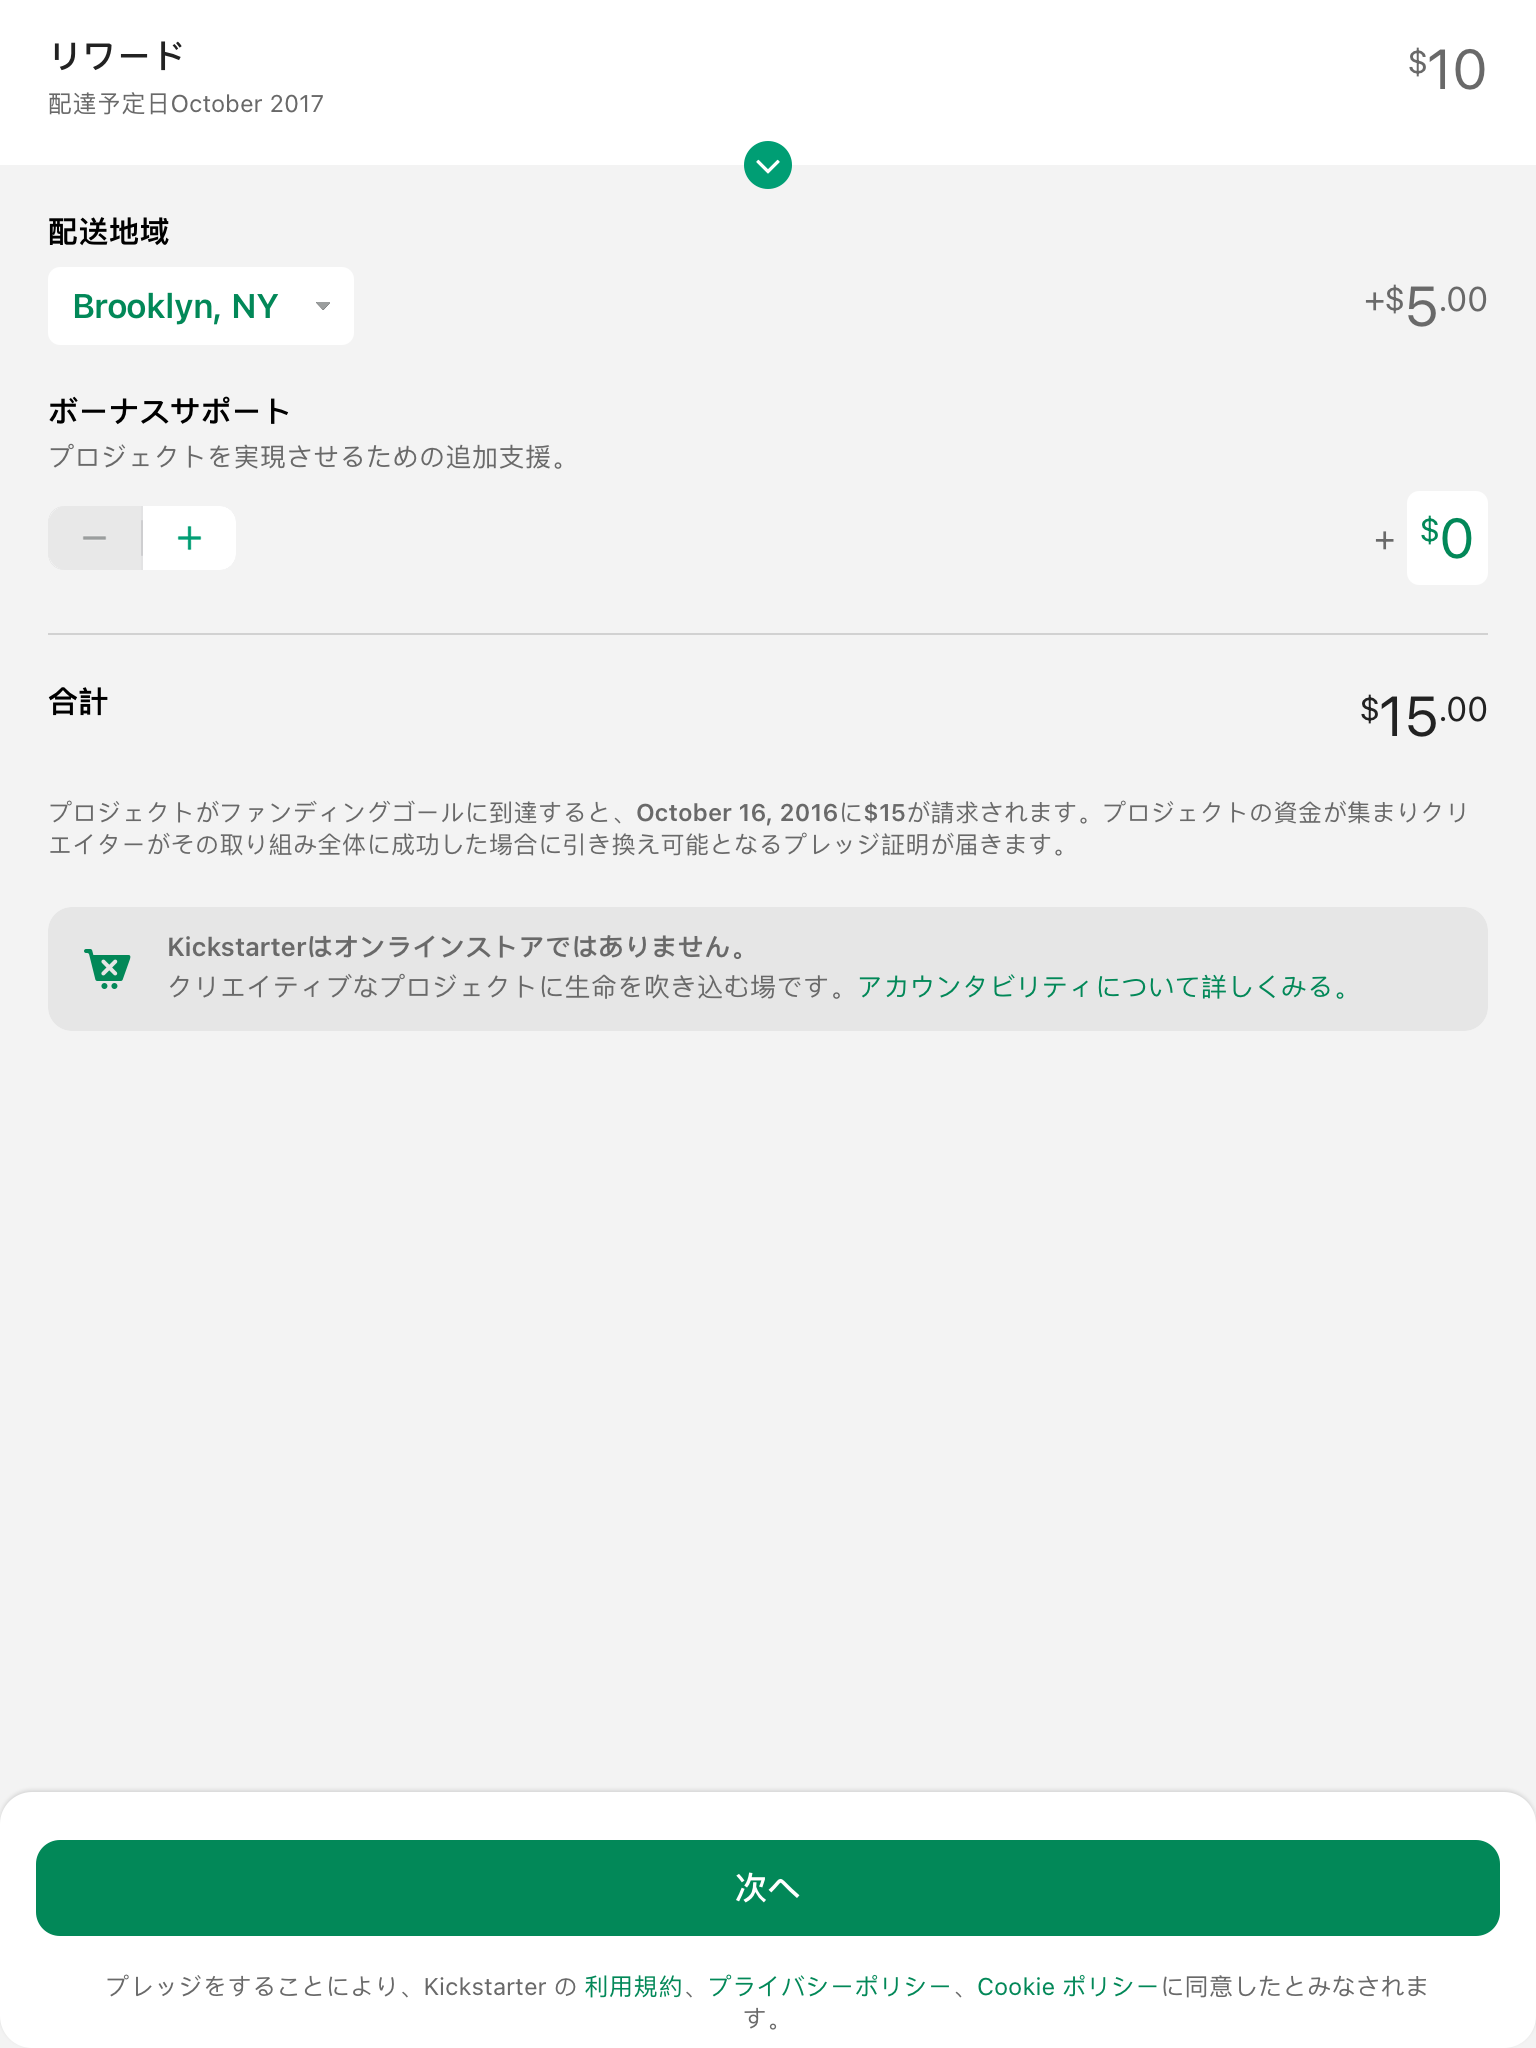 リワード
$10
配達予定日October 2017
配送地域
Brooklyn, NY
+$5.00
ボーナスサポート
プロジェクトを実現させるための追加支援。
− +
+ $0
合計
$15.00
プロジェクトがファンディングゴールに到達すると、October 16, 2016に$15が請求されます。プロジェクトの資金が集まりクリ
エイターがその取り組み全体に成功した場合に引き換え可能となるプレッジ証明が届きます。
Kickstarterはオンラインストアではありません。
クリエイティブなプロジェクトに生命を吹き込む場です。アカウンタビリティについて詳しくみる。
次へ
プレッジをすることにより、Kickstarter の 利用規約、プライバシーポリシー、Cookie ポリシーに同意したとみなされま
す。